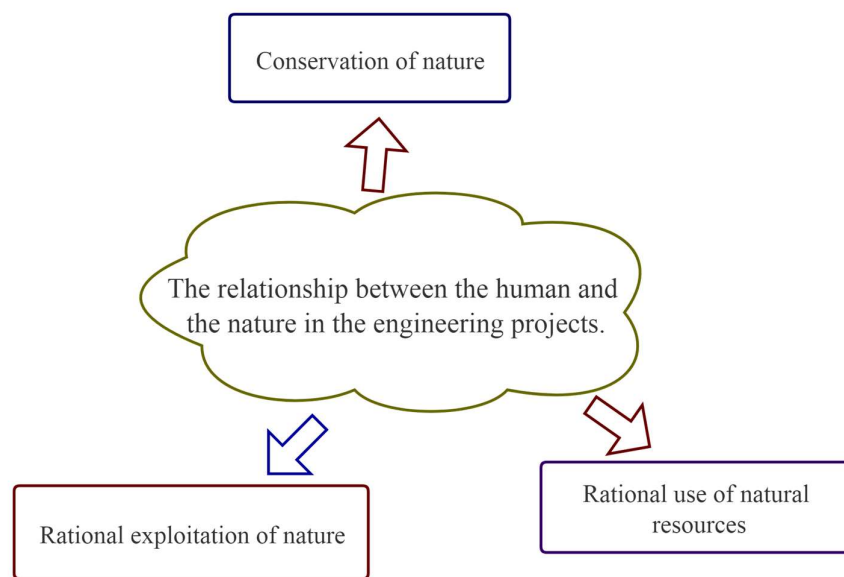 Conservation of nature
The relationship between the human and
the nature in the engineering projects.
Rational exploitation of nature
Rational use of natural
resources